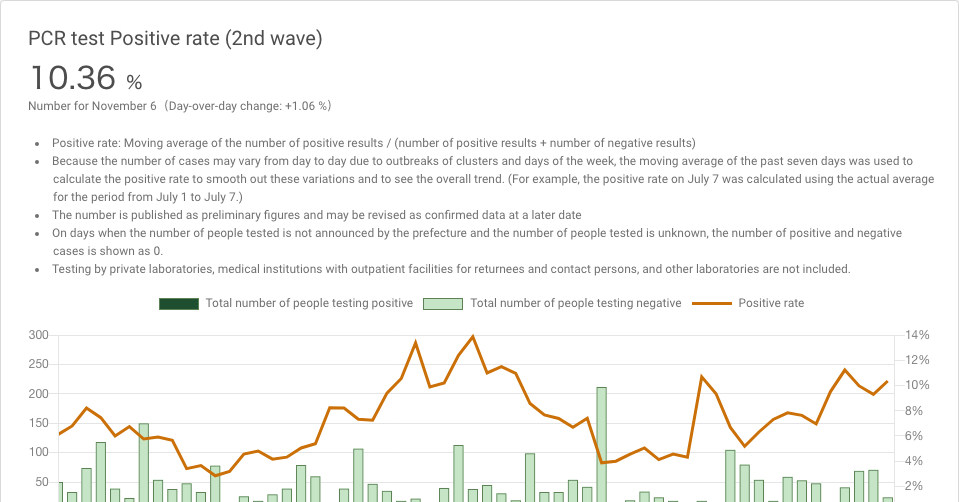 PCR test Positive rate (2nd wave)
10.36 %
Number for November 6（Day-over-day change: +1.06 %）
• Positive rate: Moving average of the number of positive results / (number of positive results + number of negative results)
• Because the number of cases may vary from day to day due to outbreaks of clusters and days of the week, the moving average of the past seven days was used to
calculate the positive rate to smooth out these variations and to see the overall trend. (For example, the positive rate on July 7 was calculated using the actual average
for the period from July 1 to July 7.)
• The number is published as preliminary figures and may be revised as confirmed data at a later date
• On days when the number of people tested is not announced by the prefecture and the number of people tested is unknown, the number of positive and negative
cases is shown as 0.
• Testing by private laboratories, medical institutions with outpatient facilities for returnees and contact persons, and other laboratories are not included.
Total number of people testing positive Total number of people testing negative Positive rate
300 14%
12%
250
200 10%
8%
150
6%
100
4%
50
2%